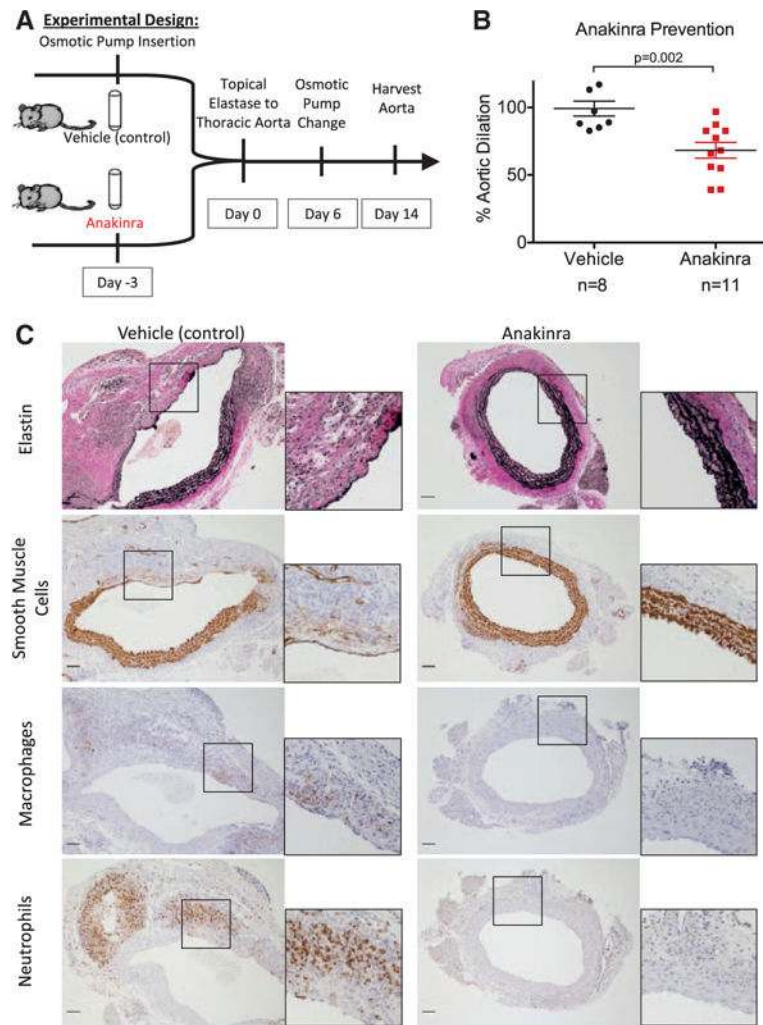 A
Experimental Design:
Osmotic Pump Insertion
Vehicle (control)
Anakinra
Day -3
Topical
Elastase to
Thoracic Aorta
Day 0
Osmotic
Pump
Change
Day 6
Harvest
Aorta
Day 14
B
Anakinra Prevention
p=0.002
% Aortic Dilation
100
50
0
Vehicle
n=8
Anakinra
n=11
C
Vehicle (control)
Anakinra
Elastin
Smooth Muscle
Cells
Macrophages
Neutrophils